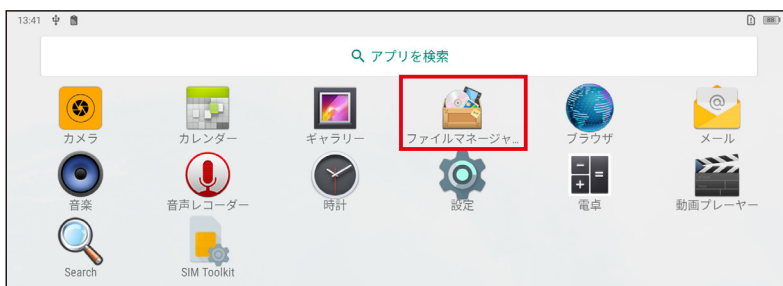 13:41
アプリを検索
カメラ
カレンダー
ギャラリー
ファイルマネージャ...
ブラウザ
メール
音楽
音声レコーダー
時計
設定
電卓
動画プレーヤー
Search
SIM Toolkit